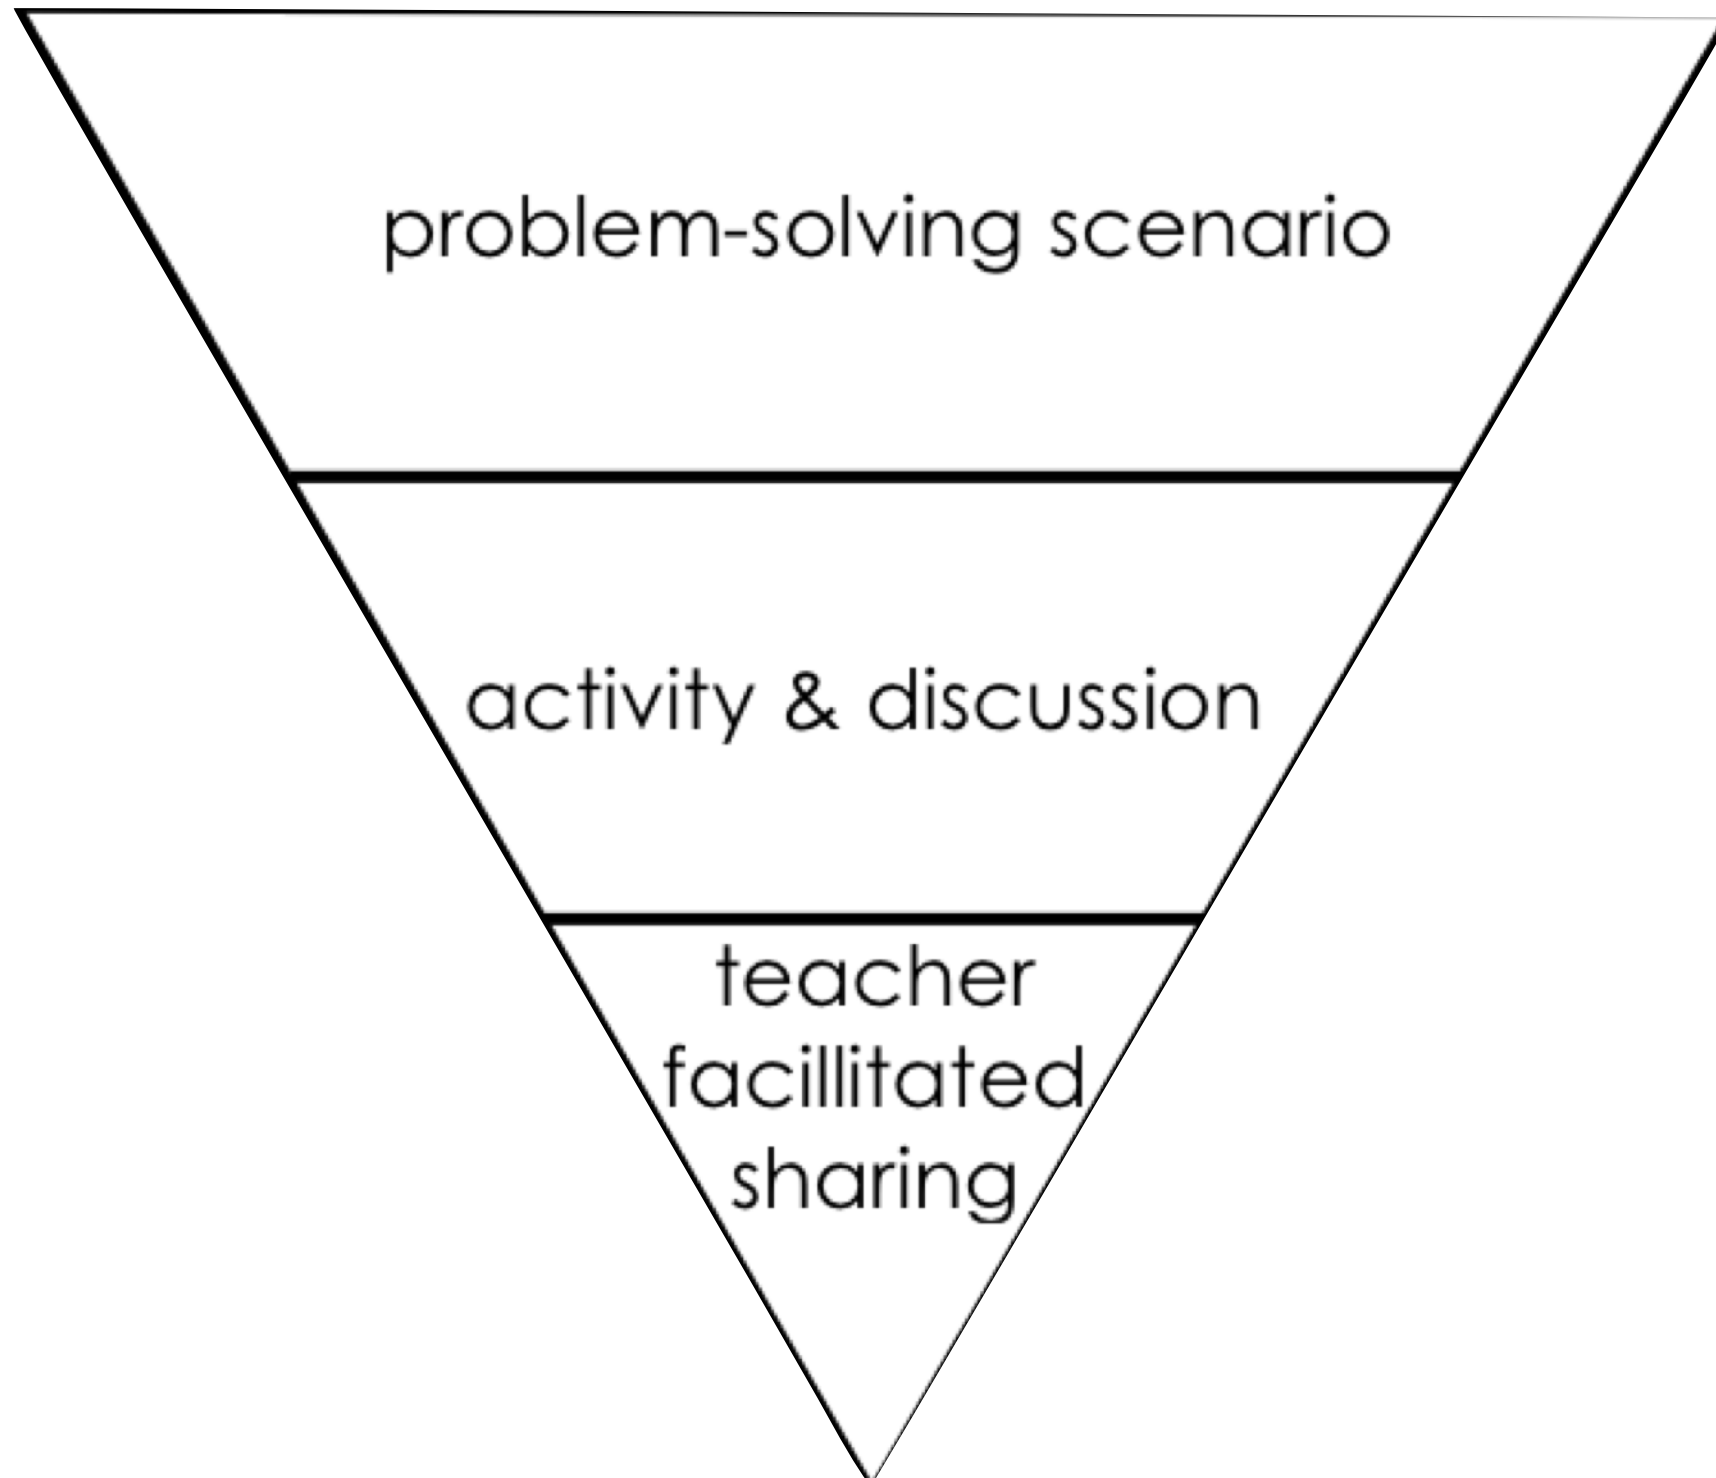 problem-solving scenario
activity & discussion
teacher
facillitated
sharing